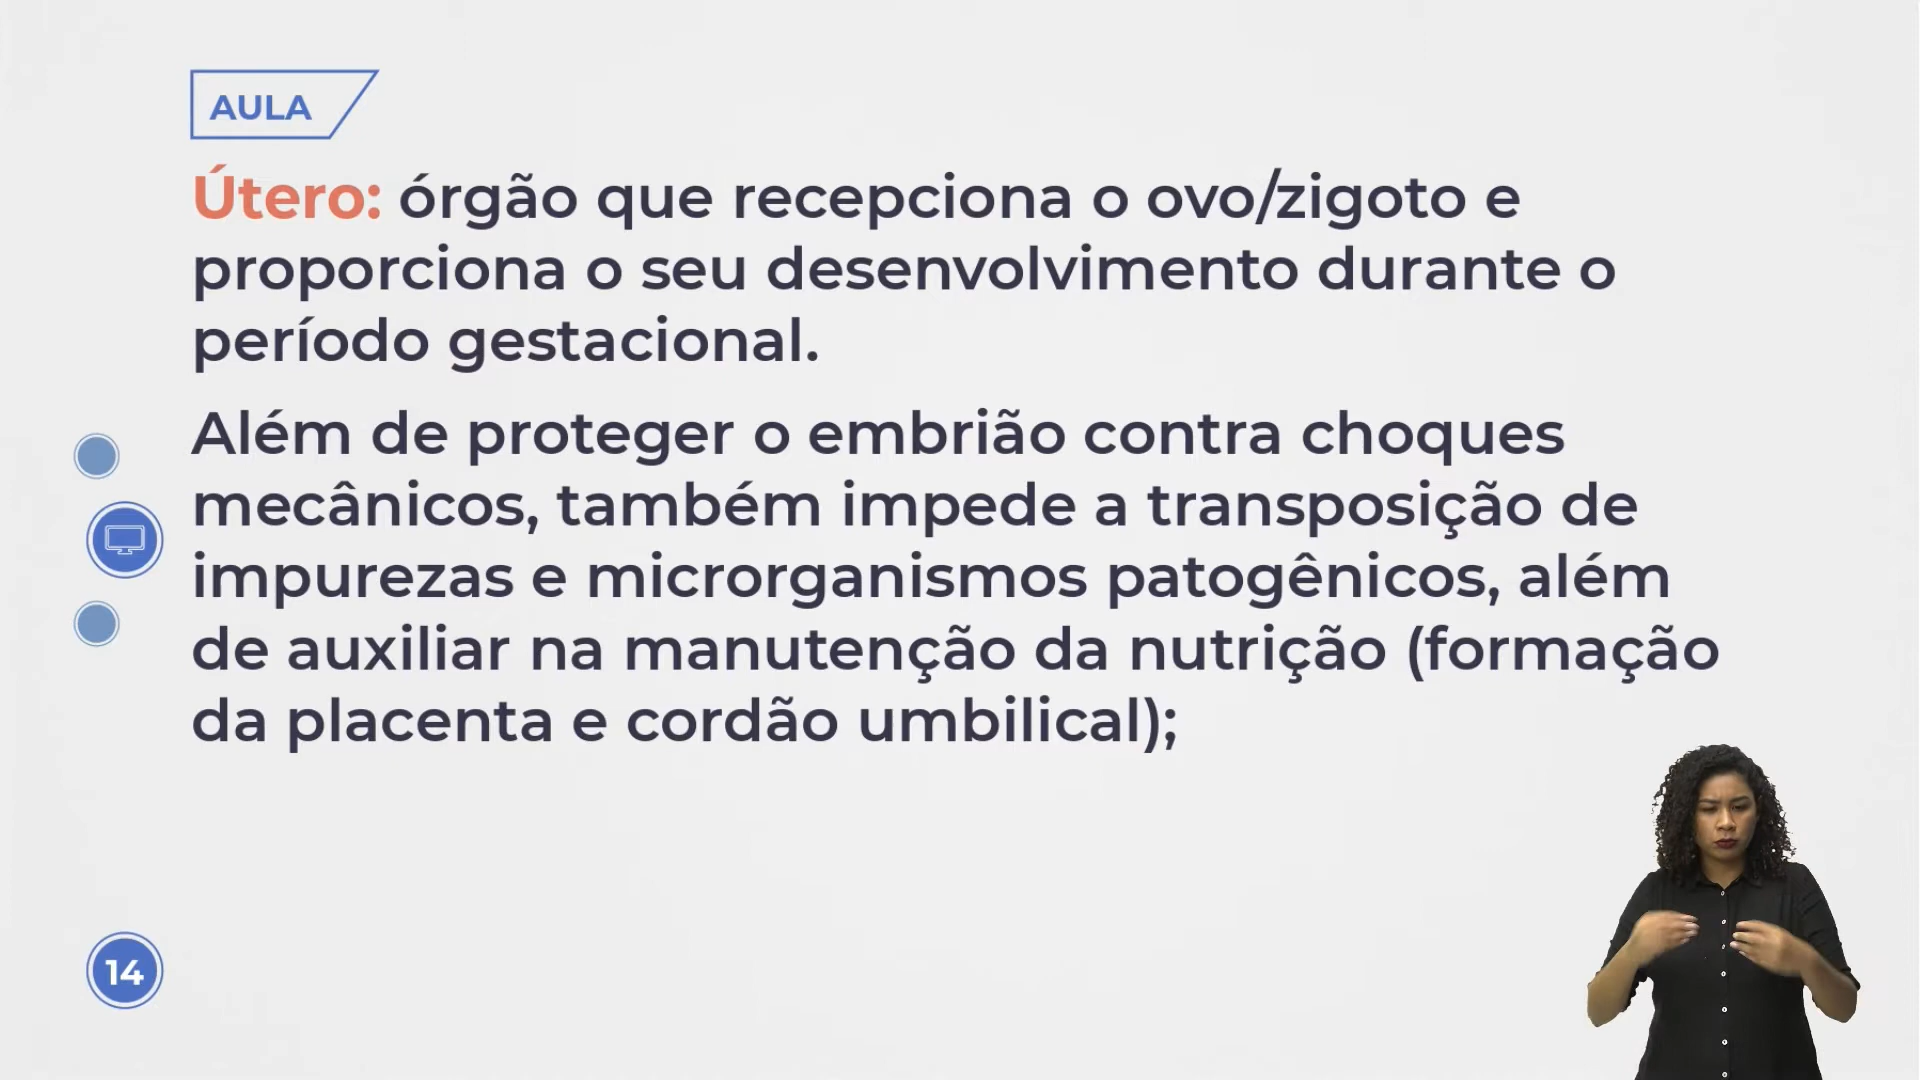 AULA
Útero: órgão que recepciona o ovo/zigoto e
proporciona o seu desenvolvimento durante o
período gestacional.
Além de proteger o embrião contra choques
mecânicos, também impede a transposição de
impurezas e microrganismos patogênicos, além
de auxiliar na manutenção da nutrição (formação
da placenta e cordão umbilical);
14